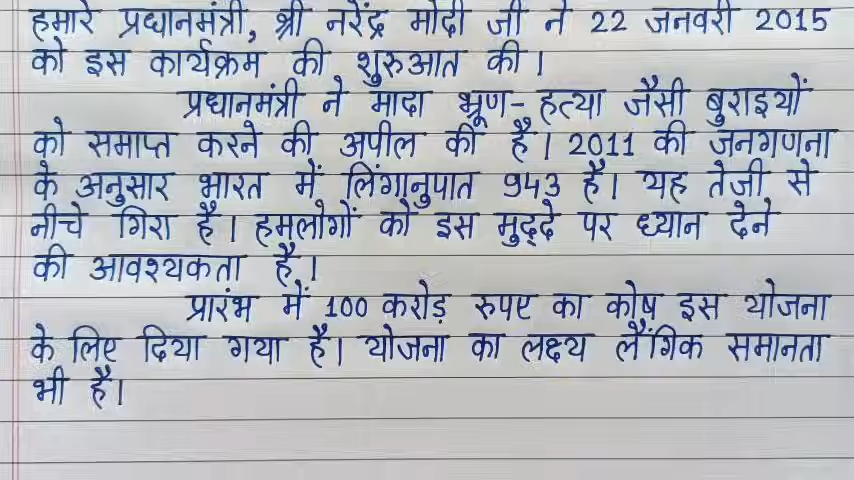 हमारे प्रधानमंत्री, श्री नरेंद्र मोदी जी ने 22 जनवरी 2015
को इस कार्यक्रम की शुरुआत की।
प्रधानमंत्री ने मादा भ्रूण-हत्या जैसी बुराइयों
को समाप्त करने की अपील की है। 2011 की जनगणना
के अनुसार भारत में लिंगानुपात 943 है। यह तेजी से
नीचे गिरा है। हमलोगों को इस मुद्दे पर ध्यान देने
की आवश्यकता है।
प्रारंभ में 100 करोड़ रुपए का कोष इस योजना
के लिए दिया गया है। योजना का लक्ष्य लैंगिक समानता
भी है।